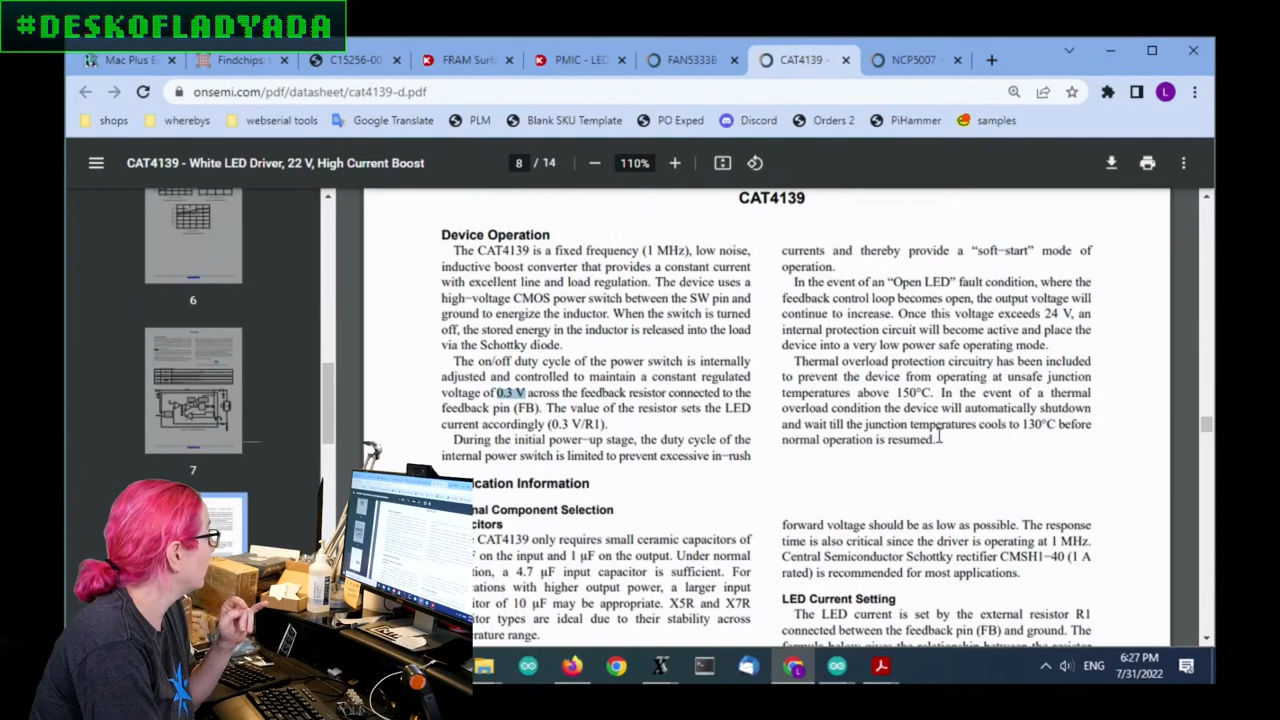 #DESKOFLADYADA
Mac Plus E
Findchips:
C15256-00
FRAM Surf
PMIC - LED
FAN5333B
CAT4139 -
NCP5007
onsemi.com/pdf/datasheet/cat4139-d.pdf
shops
whereby
webserial tools
Google Translate
PLM
Blank SKU Template
PO Exped
Discord
Orders 2
PiHammer
samples
CAT4139 - White LED Driver, 22 V, High Current Boost
8 / 14
110%
6
7
CAT4139
Device Operation
The CAT4139 is a fixed frequency (1 MHz), low noise,
inductive boost converter that provides a constant current
with excellent line and load regulation. The device uses a
high−voltage CMOS power switch between the SW pin and
ground to energize the inductor. When the switch is turned
off, the stored energy in the inductor is released into the load
via the Schottky diode.
The on/off duty cycle of the power switch is internally
adjusted and controlled to maintain a constant regulated
voltage of 0.3 V across the feedback resistor connected to the
feedback pin (FB). The value of the resistor sets the LED
current accordingly (0.3 V/R1).
During the initial power−up stage, the duty cycle of the
internal power switch is limited to prevent excessive in−rush
currents and thereby provide a “soft−start” mode of
operation.
In the event of an “Open LED” fault condition, where the
feedback control loop becomes open, the output voltage will
continue to increase. Once this voltage exceeds 24 V, an
internal protection circuit will become active and place the
device into a very low power safe operating mode.
Thermal overload protection circuitry has been included
to prevent the device from operating at unsafe junction
temperatures above 150°C. In the event of a thermal
overload condition the device will automatically shutdown
and wait till the junction temperatures cools to 130°C before
normal operation is resumed.
ication Information
nal Component Selection
citors
CAT4139 only requires small ceramic capacitors of
F on the input and 1 μF on the output. Under normal
tion, a 4.7 μF input capacitor is sufficient. For
ations with higher output power, a larger input
itor of 10 μF may be appropriate. X5R and X7R
itor types are ideal due to their stability across
erature range.
forward voltage should be as low as possible. The response
time is also critical since the driver is operating at 1 MHz.
Central Semiconductor Schottky rectifier CMSH1−40 (1 A
rated) is recommended for most applications.
LED Current Setting
The LED current is set by the external resistor R1
connected between the feedback pin (FB) and ground. The
formula below gives the relationship between the resistor
ENG
6:27 PM
7/31/2022